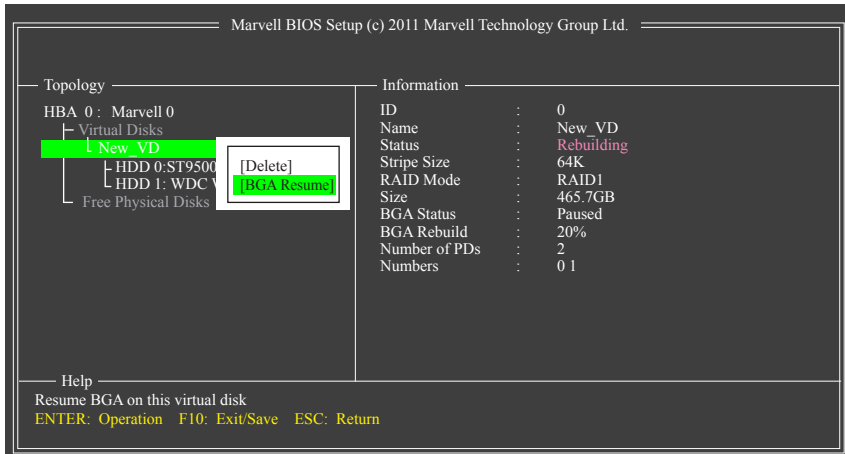 Marvell BIOS Setup (c) 2011 Marvell Technology Group Ltd.
Topology
HBA 0 : Marvell 0
Virtual Disks
New_VD
HDD 0:ST9500
HDD 1: WDC
Free Physical Disks
[Delete]
[BGA Resume]
Information
ID : 0
Name : New_VD
Status : Rebuilding
Stripe Size : 64K
RAID Mode : RAID1
Size : 465.7GB
BGA Status : Paused
BGA Rebuild : 20%
Number of PDs : 2
Numbers : 0 1
Help
Resume BGA on this virtual disk
ENTER: Operation F10: Exit/Save ESC: Return